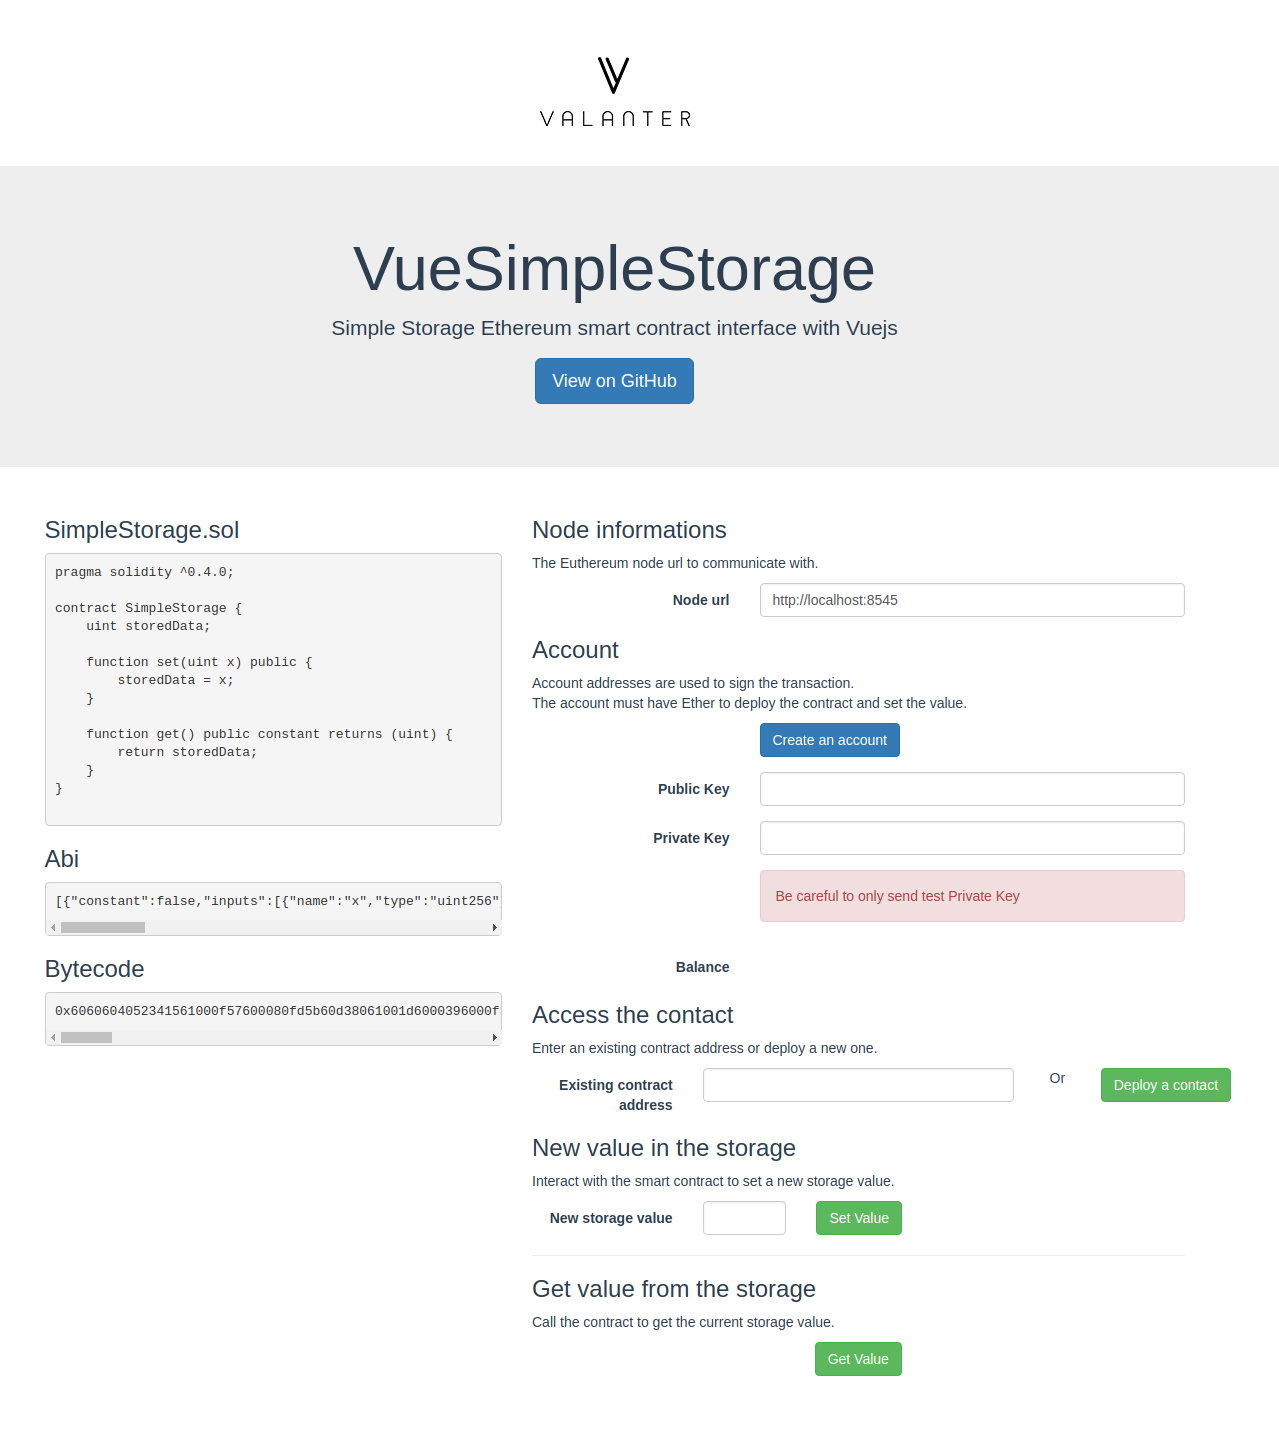 VALANTER
VueSimpleStorage
Simple Storage Ethereum smart contract interface with Vuejs
View on GitHub
SimpleStorage.sol
pragma solidity ^0.4.0;
contract SimpleStorage {
    uint storedData;
    function set(uint x) public {
        storedData = x;
    }
    function get() public constant returns (uint) {
        return storedData;
    }
}
Abi
[{"constant":false,"inputs":[{"name":"x","type":"uint256"
Bytecode
0x6060604052341561000f57600080fd5b60d38061001d6000396000f
Node informations
The Euthereum node url to communicate with.
Node url
http://localhost:8545
Account
Account addresses are used to sign the transaction.
The account must have Ether to deploy the contract and set the value.
Create an account
Public Key
Private Key
Be careful to only send test Private Key
Balance
Access the contact
Enter an existing contract address or deploy a new one.
Existing contract
address
Or
Deploy a contact
New value in the storage
Interact with the smart contract to set a new storage value.
New storage value
Set Value
Get value from the storage
Call the contract to get the current storage value.
Get Value